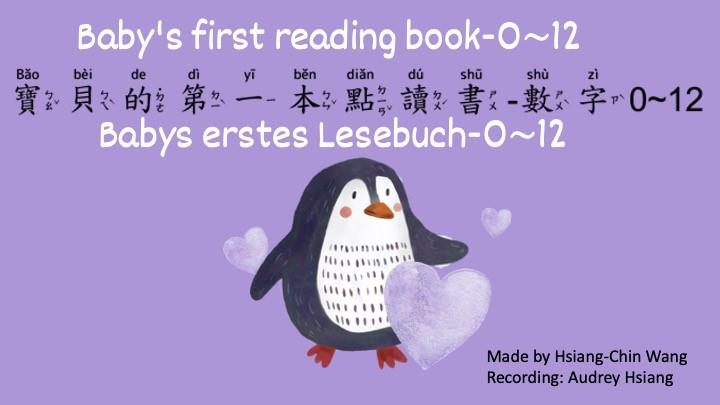 Baby's first reading book-0~12
Bǎo bèi de dì yī běn diǎn dú shū shù zì
寶ㄅㄠˇ 貝ㄅㄟˋ 的˙ㄉㄜ 第ㄉㄧˋ 一ㄧ 本ㄅㄣˇ 點ㄉㄧㄢˇ 讀ㄉㄨˊ 書ㄕㄨ -數ㄕㄨˋ 字ㄗˋ 0~12
Babys erstes Lesebuch-0~12
Made by Hsiang-Chin Wang
Recording: Audrey Hsiang